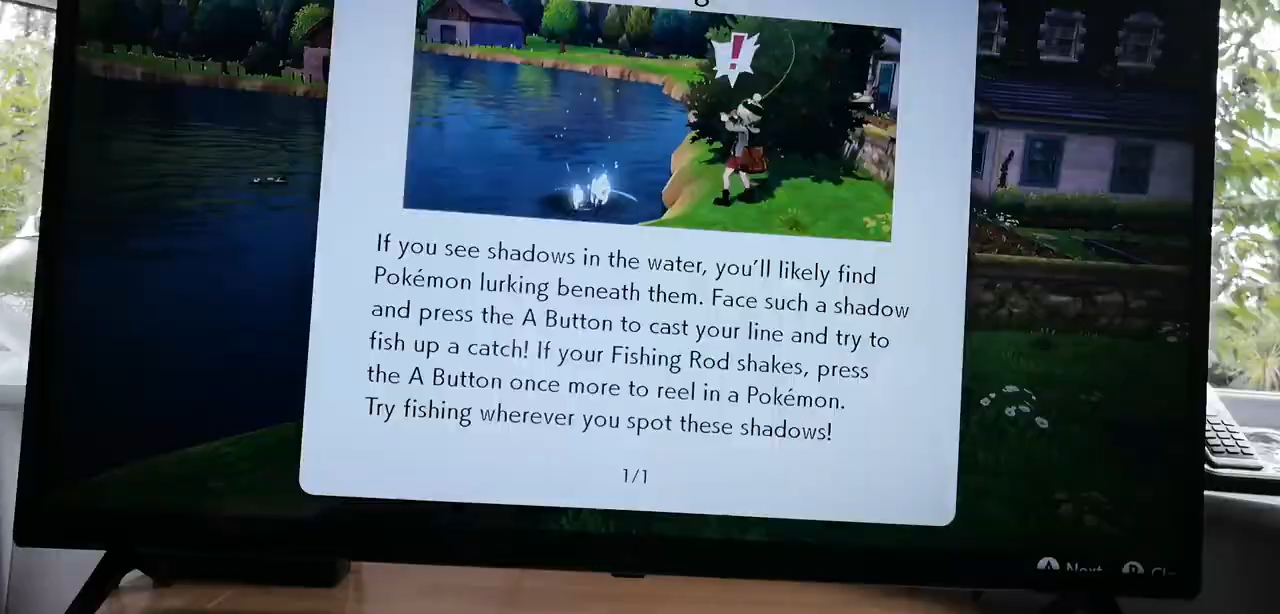 If you see shadows in the water, you'll likely find
Pokémon lurking beneath them. Face such a shadow
and press the A Button to cast your line and try to
fish up a catch! If your Fishing Rod shakes, press
the A Button once more to reel in a Pokémon.
Try fishing wherever you spot these shadows!
1/1
A Next B